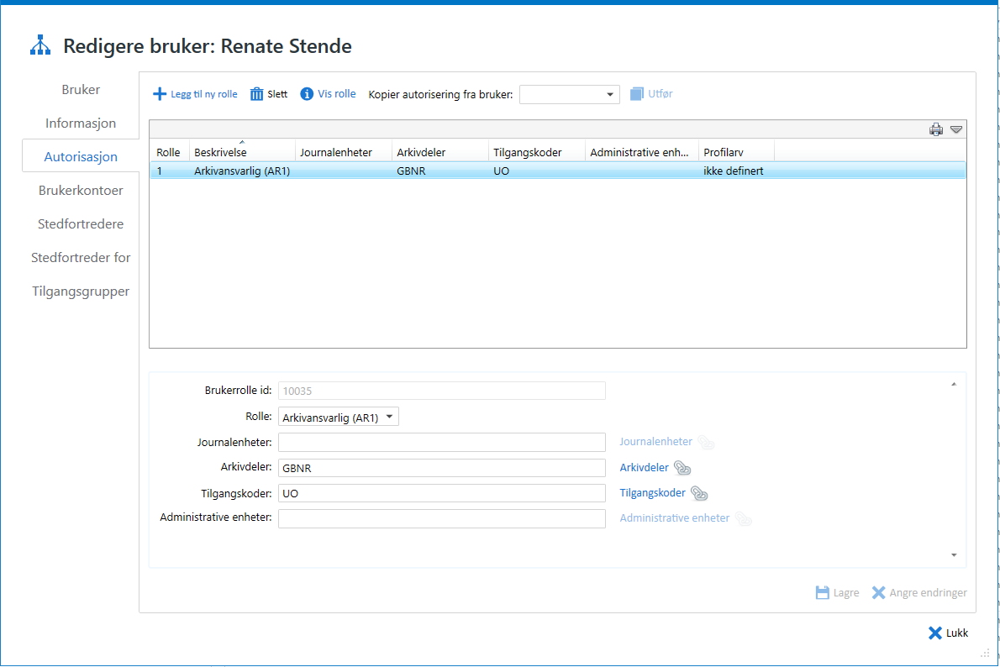 Redigere bruker: Renate Stende
Bruker
Informasjon
Autorisasjon
Brukerkontoer
Stedfortredere
Stedfortreder for
Tilgangsgrupper
Legg til ny rolle Slett Vis rolle Kopier autorisering fra bruker: Utfør
Rolle Beskrivelse Journalenheter Arkivdeler Tilgangskoder Administrative enh... Profilarv
1 Arkivansvarlig (AR1) GBNR UO ikke definert
Brukerrolle id: 10035
Rolle: Arkivansvarlig (AR1)
Journalenheter: Journalenheter
Arkivdeler: GBNR Arkivdeler
Tilgangskoder: UO Tilgangskoder
Administrative enheter: Administrative enheter
Lagre Angre endringer
Lukk